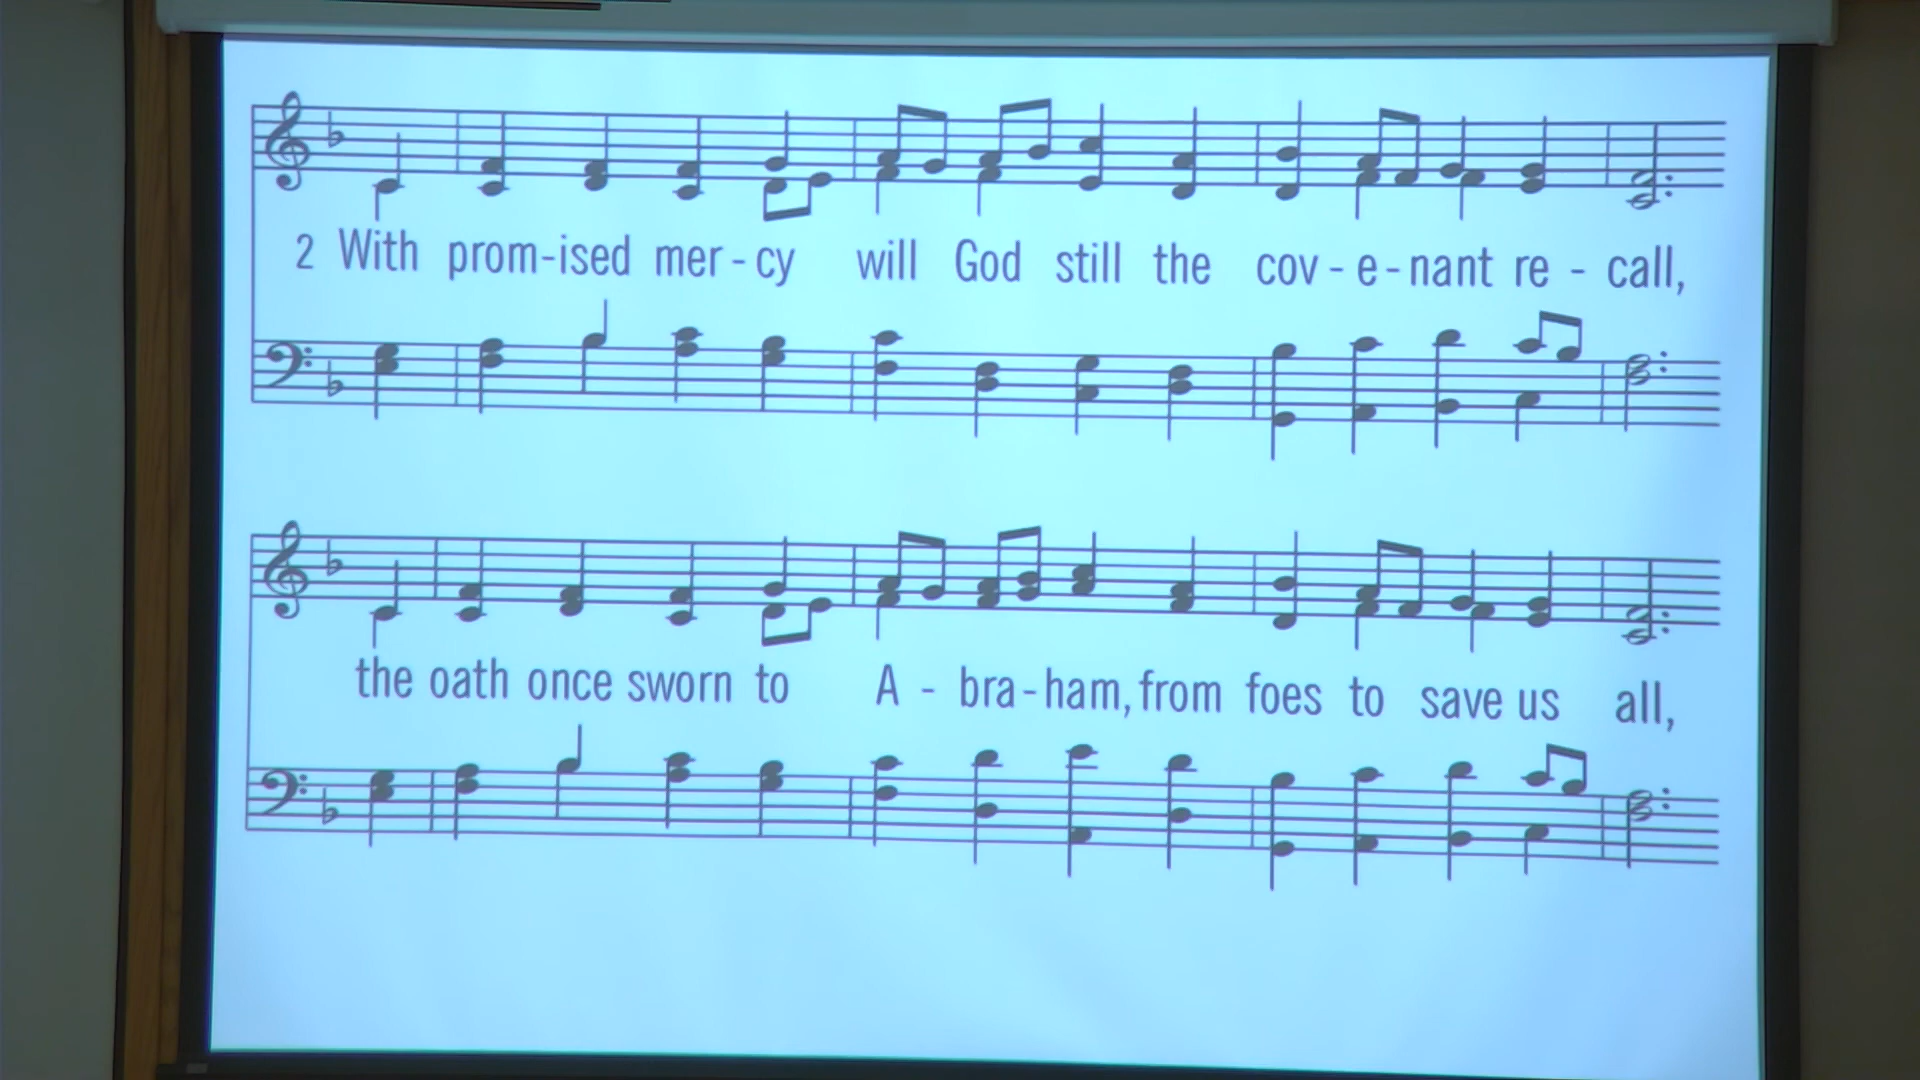 2 With prom-ised mer-cy will God still the cov-e-nant re-call,
the oath once sworn to A-bra-ham, from foes to save us all,